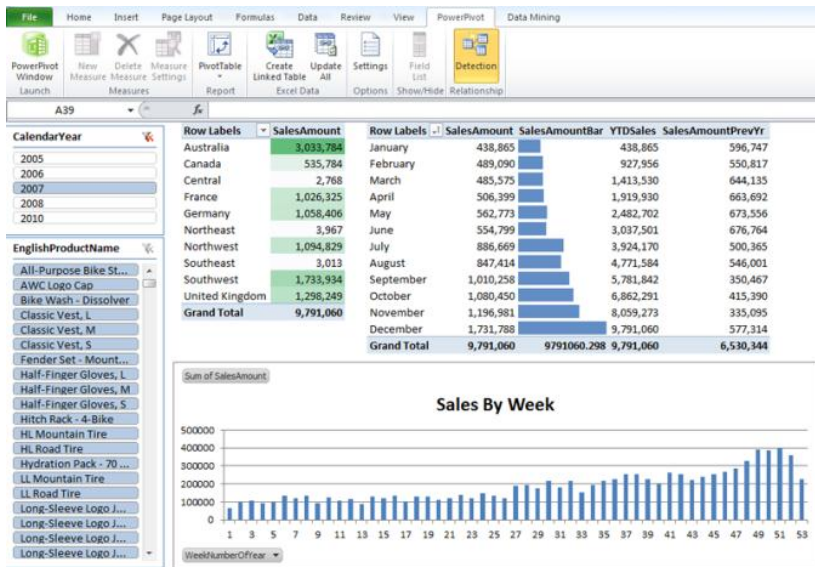 File Home Insert Page Layout Formulas Data Review View PowerPivot Data Mining
PowerPivot Window
New Measure
Delete Measure
Measure Settings
PivotTable
Create Linked Table
Update All
Settings
Field List
Detection
Launch Measures Report Excel Data Options Show/Hide Relationship
A39 fx
CalendarYear
2005
2006
2007
2008
2010
EnglishProductName
All-Purpose Bike St...
AWC Logo Cap
Bike Wash - Dissolver
Classic Vest, L
Classic Vest, M
Classic Vest, S
Fender Set - Mount...
Half-Finger Gloves, L
Half-Finger Gloves, M
Half-Finger Gloves, S
Hitch Rack - 4-Bike
HL Mountain Tire
HL Road Tire
Hydration Pack - 70 ...
LL Mountain Tire
LL Road Tire
Long-Sleeve Logo J...
Long-Sleeve Logo J...
Long-Sleeve Logo J...
Long-Sleeve Logo J...
Row Labels SalesAmount
Australia 3,033,784
Canada 535,784
Central 2,768
France 1,026,325
Germany 1,058,406
Northeast 3,967
Northwest 1,094,829
Southeast 3,013
Southwest 1,733,934
United Kingdom 1,298,249
Grand Total 9,791,060
Row Labels SalesAmount SalesAmountBar YTDSales SalesAmountPrevYr
January 438,865 438,865 596,747
February 489,090 927,956 550,817
March 485,575 1,413,530 644,135
April 506,399 1,919,930 663,692
May 562,773 2,482,702 673,556
June 554,799 3,037,501 676,764
July 886,669 3,924,170 500,365
August 847,414 4,771,584 546,001
September 1,010,258 5,781,842 350,467
October 1,080,450 6,862,291 415,390
November 1,196,981 8,059,273 335,095
December 1,731,788 9,791,060 577,314
Grand Total 9,791,060 9791060.298 9,791,060 6,530,344
Sum of SalesAmount
Sales By Week
500000
400000
300000
200000
100000
0
1 3 5 7 9 11 13 15 17 19 21 23 25 27 29 31 33 35 37 39 41 43 45 47 49 51 53
WeekNumberOfYear